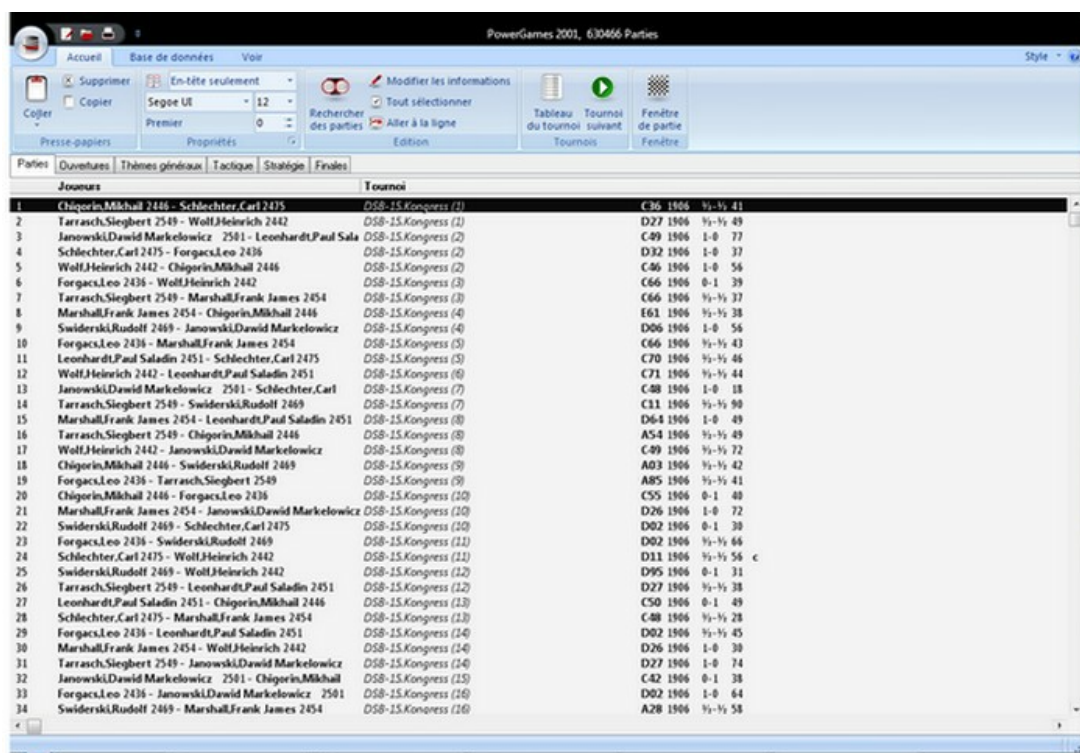 PowerGames 2001, 630466 Parties
Accueil Base de données Voir Style
Coller
Supprimer
Copier
Presse-papiers
En-tête seulement
Segoe UI 12
Premier 0
Propriétés
Rechercher des parties
Modifier les informations
Tout sélectionner
Aller à la ligne
Edition
Tableau du tournoi
Tournoi suivant
Tournois
Fenêtre de partie
Fenêtre
Parties Ouvertures Thèmes généraux Tactique Stratégie Finales
Joueurs Tournoi
1 Chigorin,Mikhail 2446 - Schlechter,Carl 2475 DSB-15.Kongress (1) C36 1906 ½-½ 41
2 Tarrasch,Siegbert 2549 - Wolf,Heinrich 2442 DSB-15.Kongress (1) D27 1906 ½-½ 49
3 Janowski,Dawid Markelowicz 2501 - Leonhardt,Paul Sala DSB-15.Kongress (2) C49 1906 1-0 77
4 Schlechter,Carl 2475 - Forgacs,Leo 2436 DSB-15.Kongress (2) D32 1906 1-0 37
5 Wolf,Heinrich 2442 - Chigorin,Mikhail 2446 DSB-15.Kongress (2) C46 1906 1-0 56
6 Forgacs,Leo 2436 - Wolf,Heinrich 2442 DSB-15.Kongress (3) C66 1906 0-1 39
7 Tarrasch,Siegbert 2549 - Marshall,Frank James 2454 DSB-15.Kongress (3) C66 1906 ½-½ 37
8 Marshall,Frank James 2454 - Chigorin,Mikhail 2446 DSB-15.Kongress (4) E61 1906 ½-½ 38
9 Swiderski,Rudolf 2469 - Janowski,Dawid Markelowicz DSB-15.Kongress (4) D06 1906 1-0 56
10 Forgacs,Leo 2436 - Marshall,Frank James 2454 DSB-15.Kongress (5) C66 1906 ½-½ 43
11 Leonhardt,Paul Saladin 2451 - Schlechter,Carl 2475 DSB-15.Kongress (5) C70 1906 ½-½ 46
12 Wolf,Heinrich 2442 - Leonhardt,Paul Saladin 2451 DSB-15.Kongress (6) C71 1906 ½-½ 44
13 Janowski,Dawid Markelowicz 2501 - Schlechter,Carl DSB-15.Kongress (7) C48 1906 1-0 18
14 Tarrasch,Siegbert 2549 - Swiderski,Rudolf 2469 DSB-15.Kongress (7) C11 1906 ½-½ 90
15 Marshall,Frank James 2454 - Leonhardt,Paul Saladin 2451 DSB-15.Kongress (8) D64 1906 1-0 49
16 Tarrasch,Siegbert 2549 - Chigorin,Mikhail 2446 DSB-15.Kongress (8) A54 1906 ½-½ 49
17 Wolf,Heinrich 2442 - Janowski,Dawid Markelowicz DSB-15.Kongress (8) C49 1906 ½-½ 72
18 Chigorin,Mikhail 2446 - Swiderski,Rudolf 2469 DSB-15.Kongress (9) A03 1906 ½-½ 42
19 Forgacs,Leo 2436 - Tarrasch,Siegbert 2549 DSB-15.Kongress (9) A85 1906 ½-½ 41
20 Chigorin,Mikhail 2446 - Forgacs,Leo 2436 DSB-15.Kongress (10) C55 1906 0-1 40
21 Marshall,Frank James 2454 - Janowski,Dawid Markelowicz DSB-15.Kongress (10) D26 1906 1-0 72
22 Swiderski,Rudolf 2469 - Schlechter,Carl 2475 DSB-15.Kongress (10) D02 1906 0-1 30
23 Forgacs,Leo 2436 - Swiderski,Rudolf 2469 DSB-15.Kongress (11) D02 1906 ½-½ 66
24 Schlechter,Carl 2475 - Wolf,Heinrich 2442 DSB-15.Kongress (11) D11 1906 ½-½ 56 c
25 Swiderski,Rudolf 2469 - Wolf,Heinrich 2442 DSB-15.Kongress (12) D95 1906 0-1 31
26 Tarrasch,Siegbert 2549 - Leonhardt,Paul Saladin 2451 DSB-15.Kongress (12) D27 1906 ½-½ 38
27 Leonhardt,Paul Saladin 2451 - Chigorin,Mikhail 2446 DSB-15.Kongress (13) C50 1906 0-1 49
28 Schlechter,Carl 2475 - Marshall,Frank James 2454 DSB-15.Kongress (13) C48 1906 ½-½ 28
29 Forgacs,Leo 2436 - Leonhardt,Paul Saladin 2451 DSB-15.Kongress (14) D02 1906 ½-½ 45
30 Marshall,Frank James 2454 - Wolf,Heinrich 2442 DSB-15.Kongress (14) D26 1906 1-0 30
31 Tarrasch,Siegbert 2549 - Janowski,Dawid Markelowicz DSB-15.Kongress (14) D27 1906 1-0 74
32 Janowski,Dawid Markelowicz 2501 - Chigorin,Mikhail DSB-15.Kongress (15) C42 1906 0-1 38
33 Forgacs,Leo 2436 - Janowski,Dawid Markelowicz 2501 DSB-15.Kongress (16) D02 1906 1-0 64
34 Swiderski,Rudolf 2469 - Marshall,Frank James 2454 DSB-15.Kongress (16) A28 1906 ½-½ 58